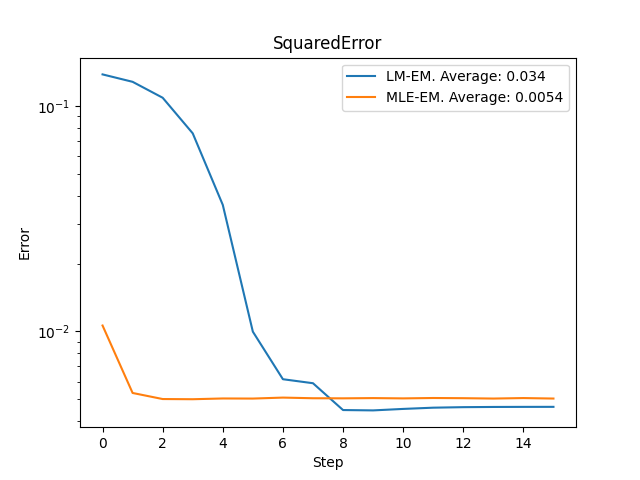 SquaredError
LM-EM. Average: 0.034
MLE-EM. Average: 0.0054
10⁻¹
10⁻²
Error
0 2 4 6 8 10 12 14
Step